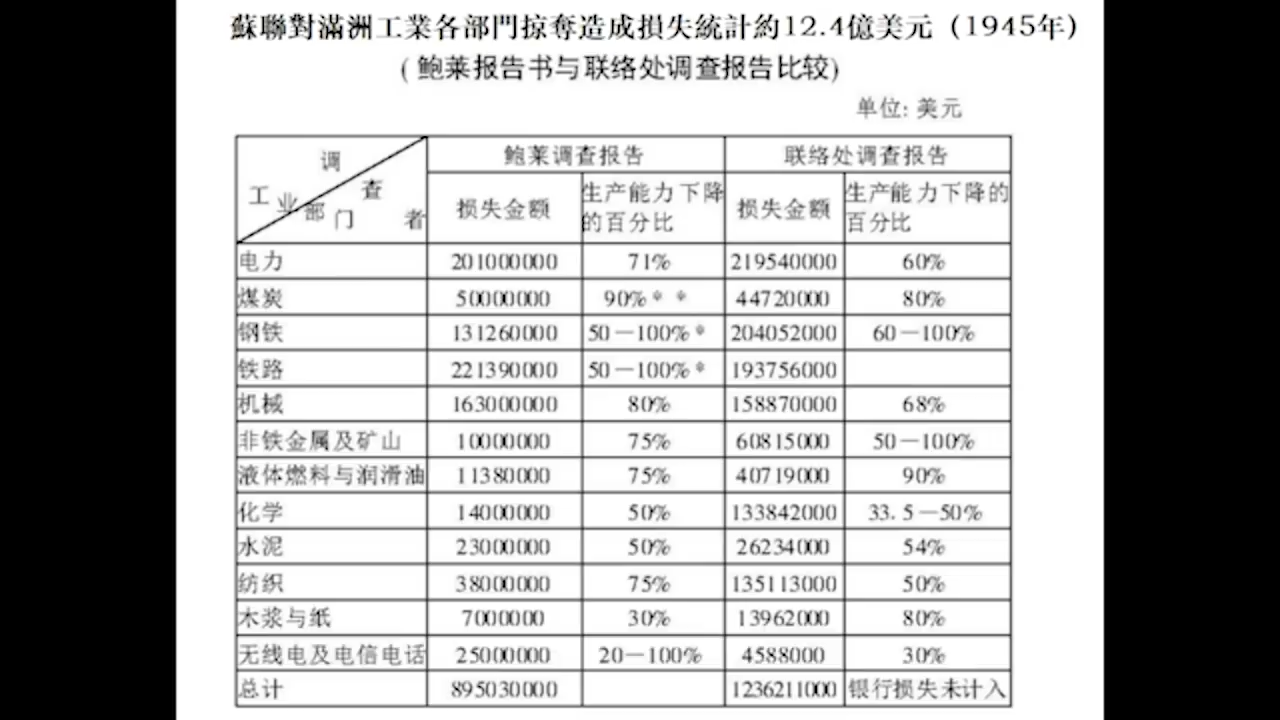 蘇聯對滿洲工業各部門掠奪造成損失統計約12.4億美元（1945年）
（鲍莱报告书与联络处调查报告比较）
单位: 美元
调查者 工业部门 鲍莱调查报告 联络处调查报告
损失金额 生产能力下降的百分比 损失金额 生产能力下降的百分比
电力 201000000 71% 219540000 60%
煤炭 50000000 90%** 44720000 80%
钢铁 131260000 50—100%* 204052000 60—100%
铁路 221390000 50—100%* 193756000
机械 163000000 80% 158870000 68%
非铁金属及矿山 10000000 75% 60815000 50—100%
液体燃料与润滑油 11380000 75% 40719000 90%
化学 14000000 50% 133842000 33.5—50%
水泥 23000000 50% 26234000 54%
纺织 38000000 75% 135113000 50%
木浆与纸 7000000 30% 13962000 80%
无线电及电信电话 25000000 20—100% 4588000 30%
总计 895030000 1236211000 银行损失未计入